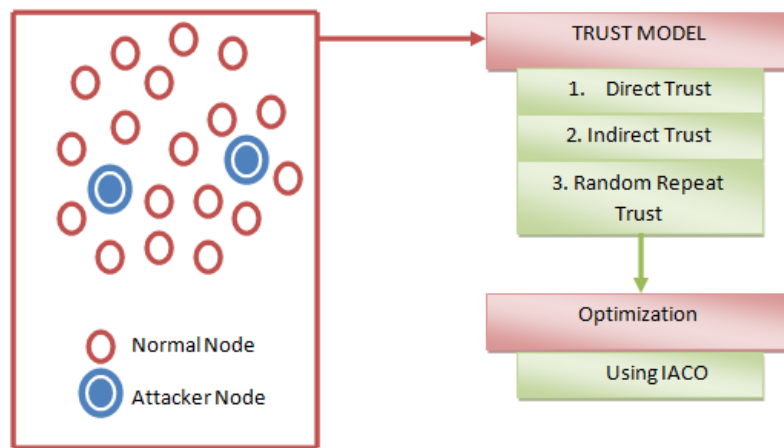 TRUST MODEL
1. Direct Trust
2. Indirect Trust
3. Random Repeat
Trust
Optimization
Using IACO
Normal Node
Attacker Node